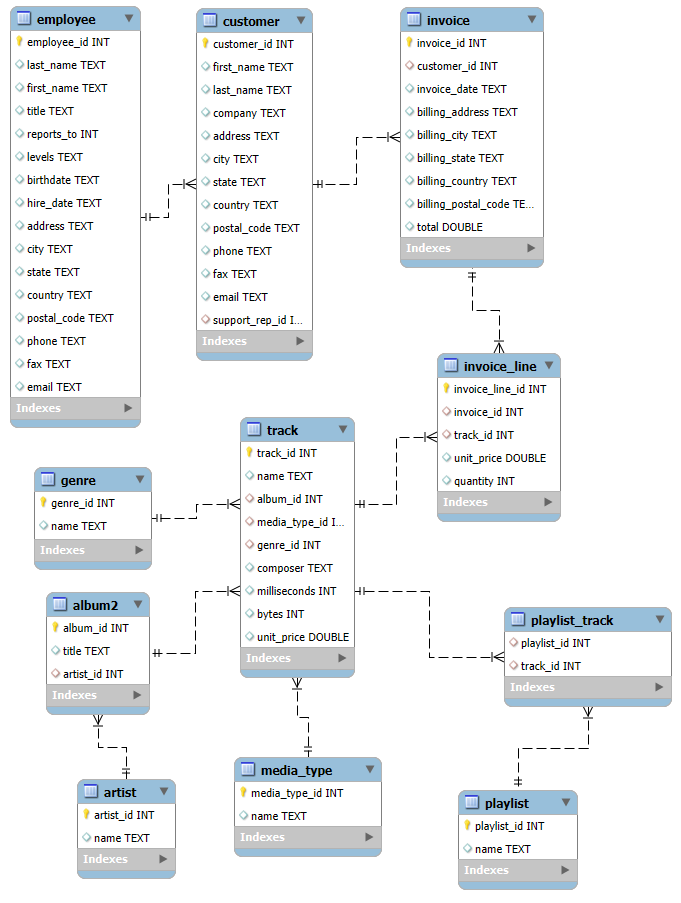 employee
employee_id INT
last_name TEXT
first_name TEXT
title TEXT
reports_to INT
levels TEXT
birthdate TEXT
hire_date TEXT
address TEXT
city TEXT
state TEXT
country TEXT
postal_code TEXT
phone TEXT
fax TEXT
email TEXT
Indexes
customer
customer_id INT
first_name TEXT
last_name TEXT
company TEXT
address TEXT
city TEXT
state TEXT
country TEXT
postal_code TEXT
phone TEXT
fax TEXT
email TEXT
support_rep_id I...
Indexes
invoice
invoice_id INT
customer_id INT
invoice_date TEXT
billing_address TEXT
billing_city TEXT
billing_state TEXT
billing_country TEXT
billing_postal_code TE...
total DOUBLE
Indexes
invoice_line
invoice_line_id INT
invoice_id INT
track_id INT
unit_price DOUBLE
quantity INT
Indexes
track
track_id INT
name TEXT
album_id INT
media_type_id I...
genre_id INT
composer TEXT
milliseconds INT
bytes INT
unit_price DOUBLE
Indexes
genre
genre_id INT
name TEXT
Indexes
album2
album_id INT
title TEXT
artist_id INT
Indexes
playlist_track
playlist_id INT
track_id INT
Indexes
artist
artist_id INT
name TEXT
Indexes
media_type
media_type_id INT
name TEXT
Indexes
playlist
playlist_id INT
name TEXT
Indexes